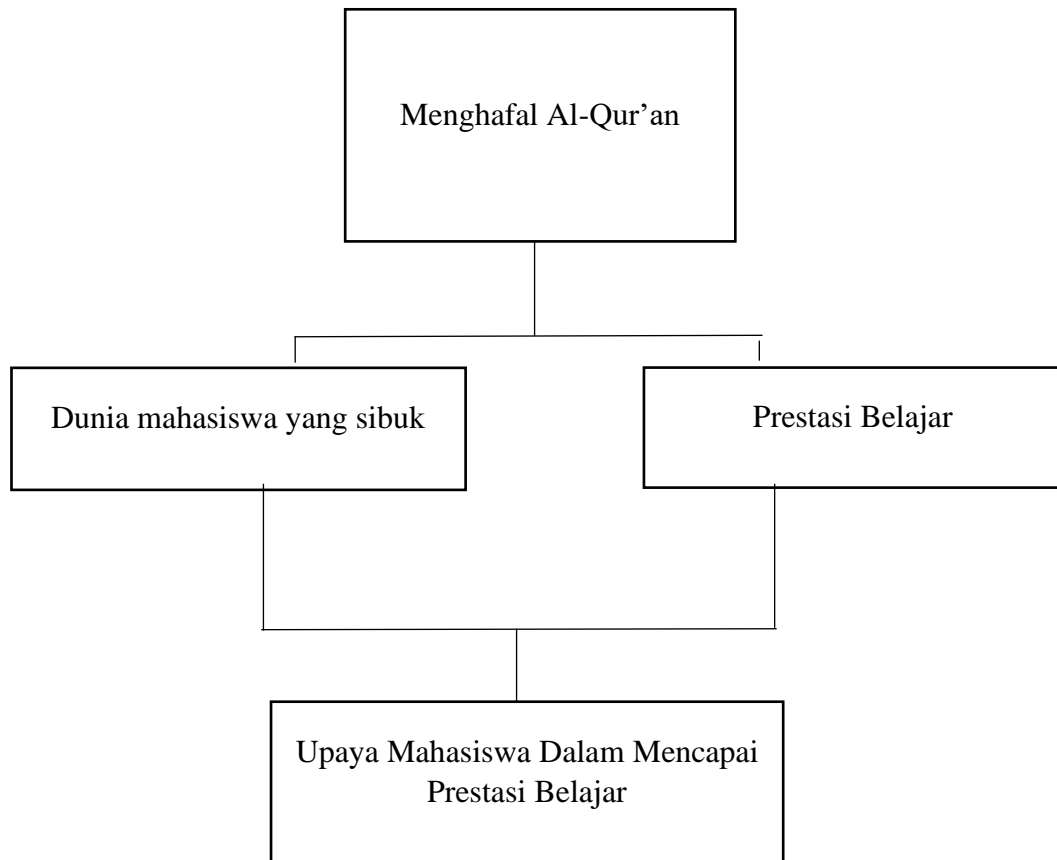 Menghafal Al-Qur’an
Dunia mahasiswa yang sibuk
Prestasi Belajar
Upaya Mahasiswa Dalam Mencapai
Prestasi Belajar